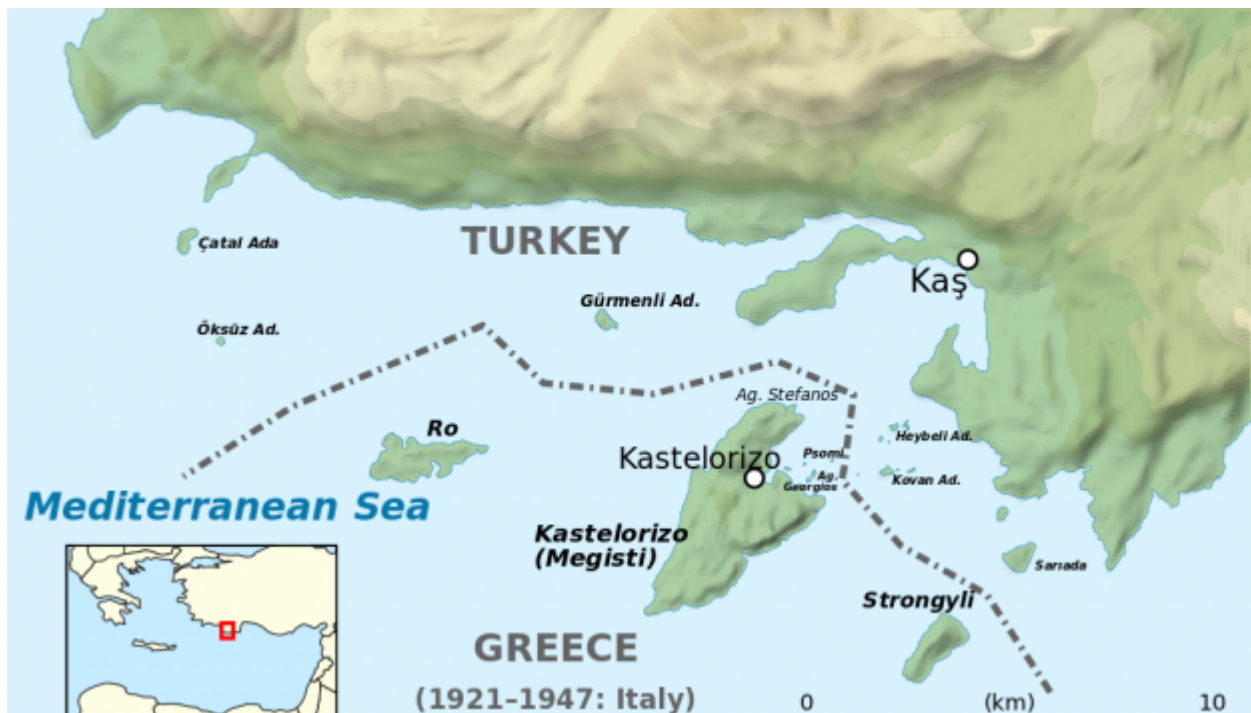 TURKEY
Çatal Ada
Kaş
Gürmenli Ad.
Öksüz Ad.
Ag. Stefanos
Ro
Heybeli Ad.
Kastelorizo
Psomi
Ag.
Georgios
Kovan Ad.
Mediterranean Sea
Kastelorizo
(Megisti)
Sarıada
Strongyli
GREECE
(1921–1947: Italy)
0 (km) 10